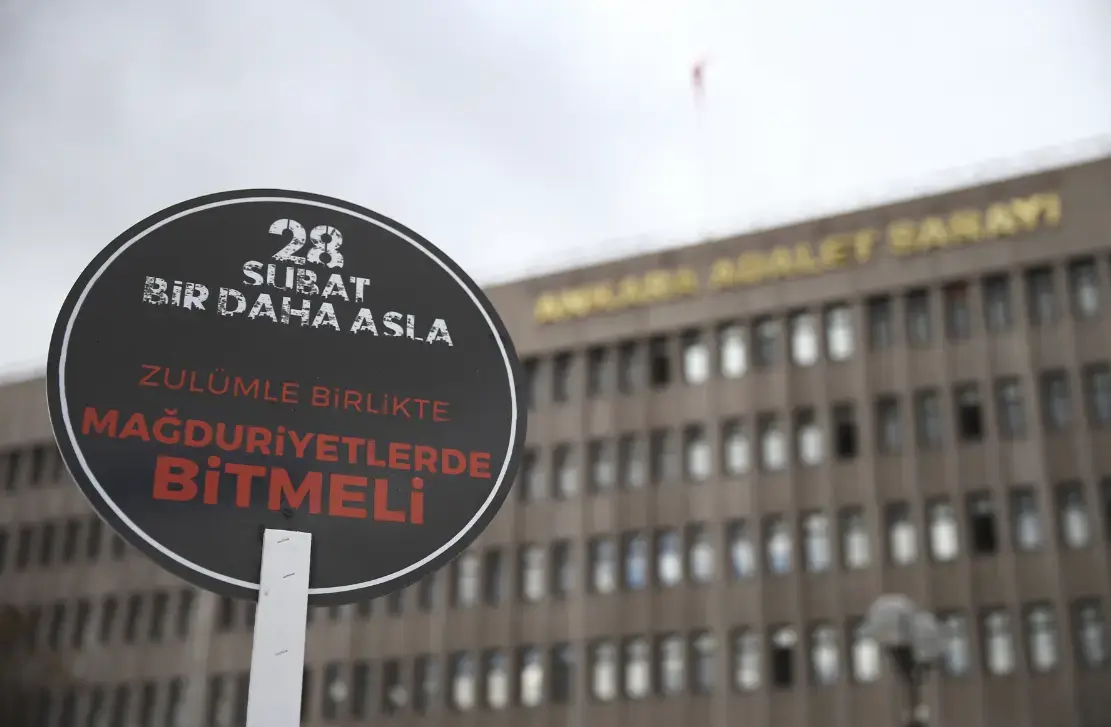 28
ŞUBAT
BİR DAHA ASLA
ZULÜMLE BİRLİKTE
MAĞDURİYETLERDE
BİTMELİ
ANKARA ADALET SARAYI